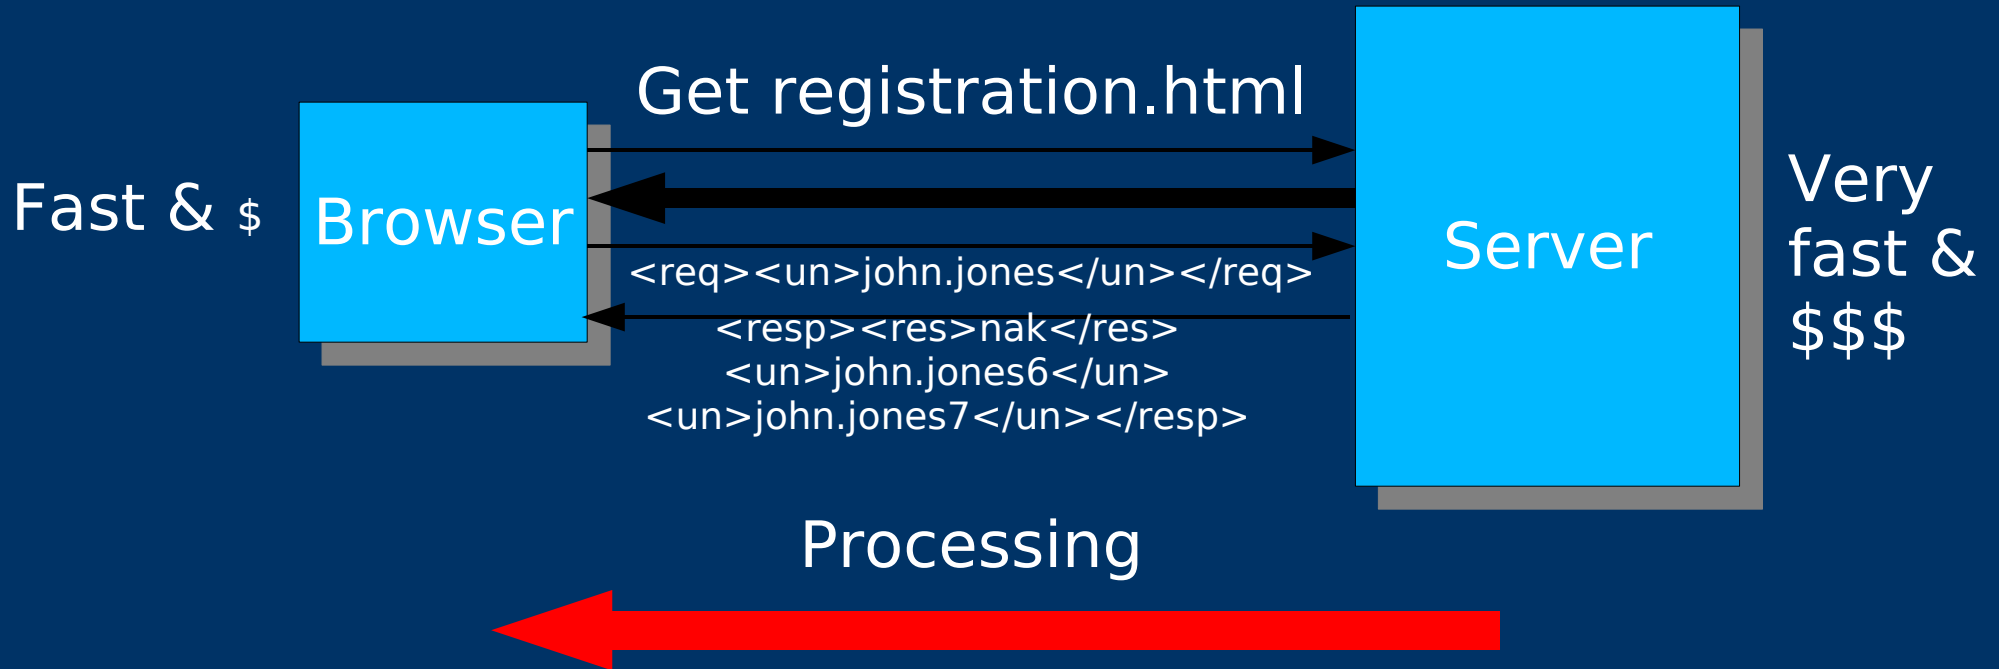 Get registration.html
Fast & $
Browser
Server
Very
fast &
$$$
<req><un>john.jones</un></req>
<resp><res>nak</res>
<un>john.jones6</un>
<un>john.jones7</un></resp>
Processing